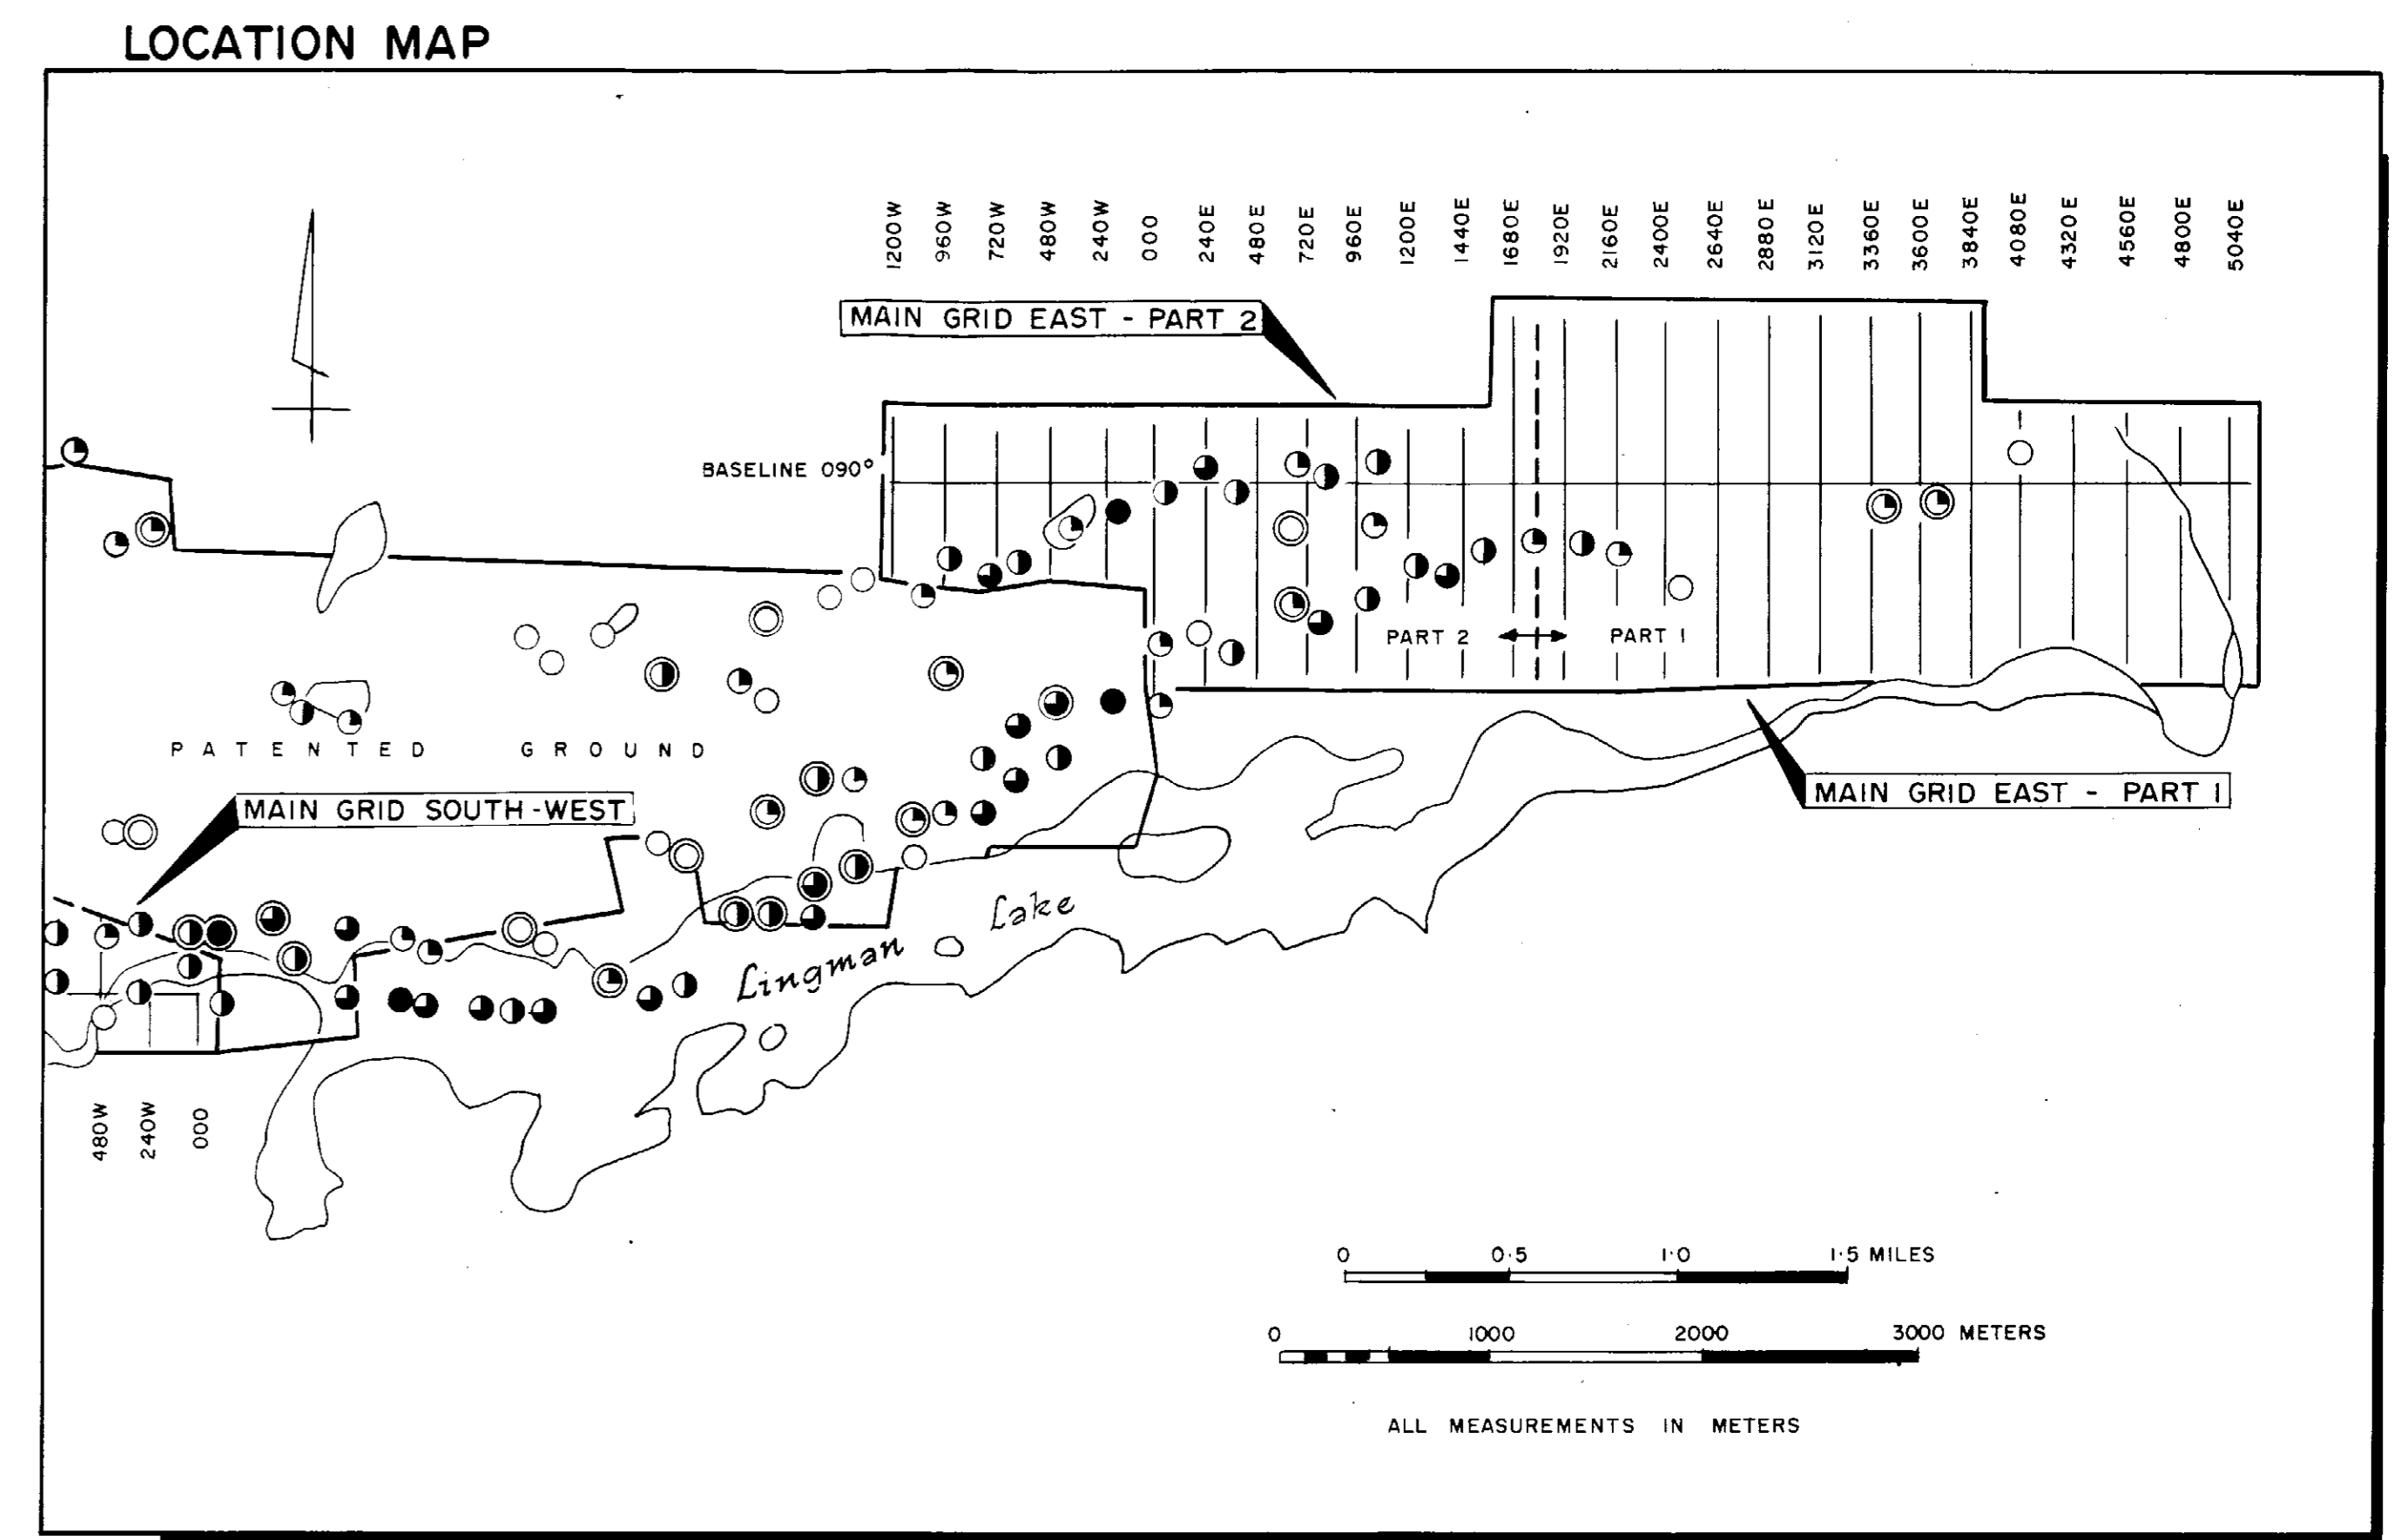 LOCATION MAP
1200W 960W 720W 480W 240W 000 240E 480E 720E 960E 1200E 1440E 1680E 1920E 2160E 2400E 2640E 2880E 3120E 3360E 3600E 3840E 4080E 4320E 4560E 4800E 5040E
MAIN GRID EAST - PART 2
BASELINE 090°
PART 2 PART 1
PATENTED GROUND
MAIN GRID EAST - PART 1
MAIN GRID SOUTH-WEST
Lingman Lake
480W 240W 000
0 0·5 1·0 1·5 MILES
0 1000 2000 3000 METERS
ALL MEASUREMENTS IN METERS